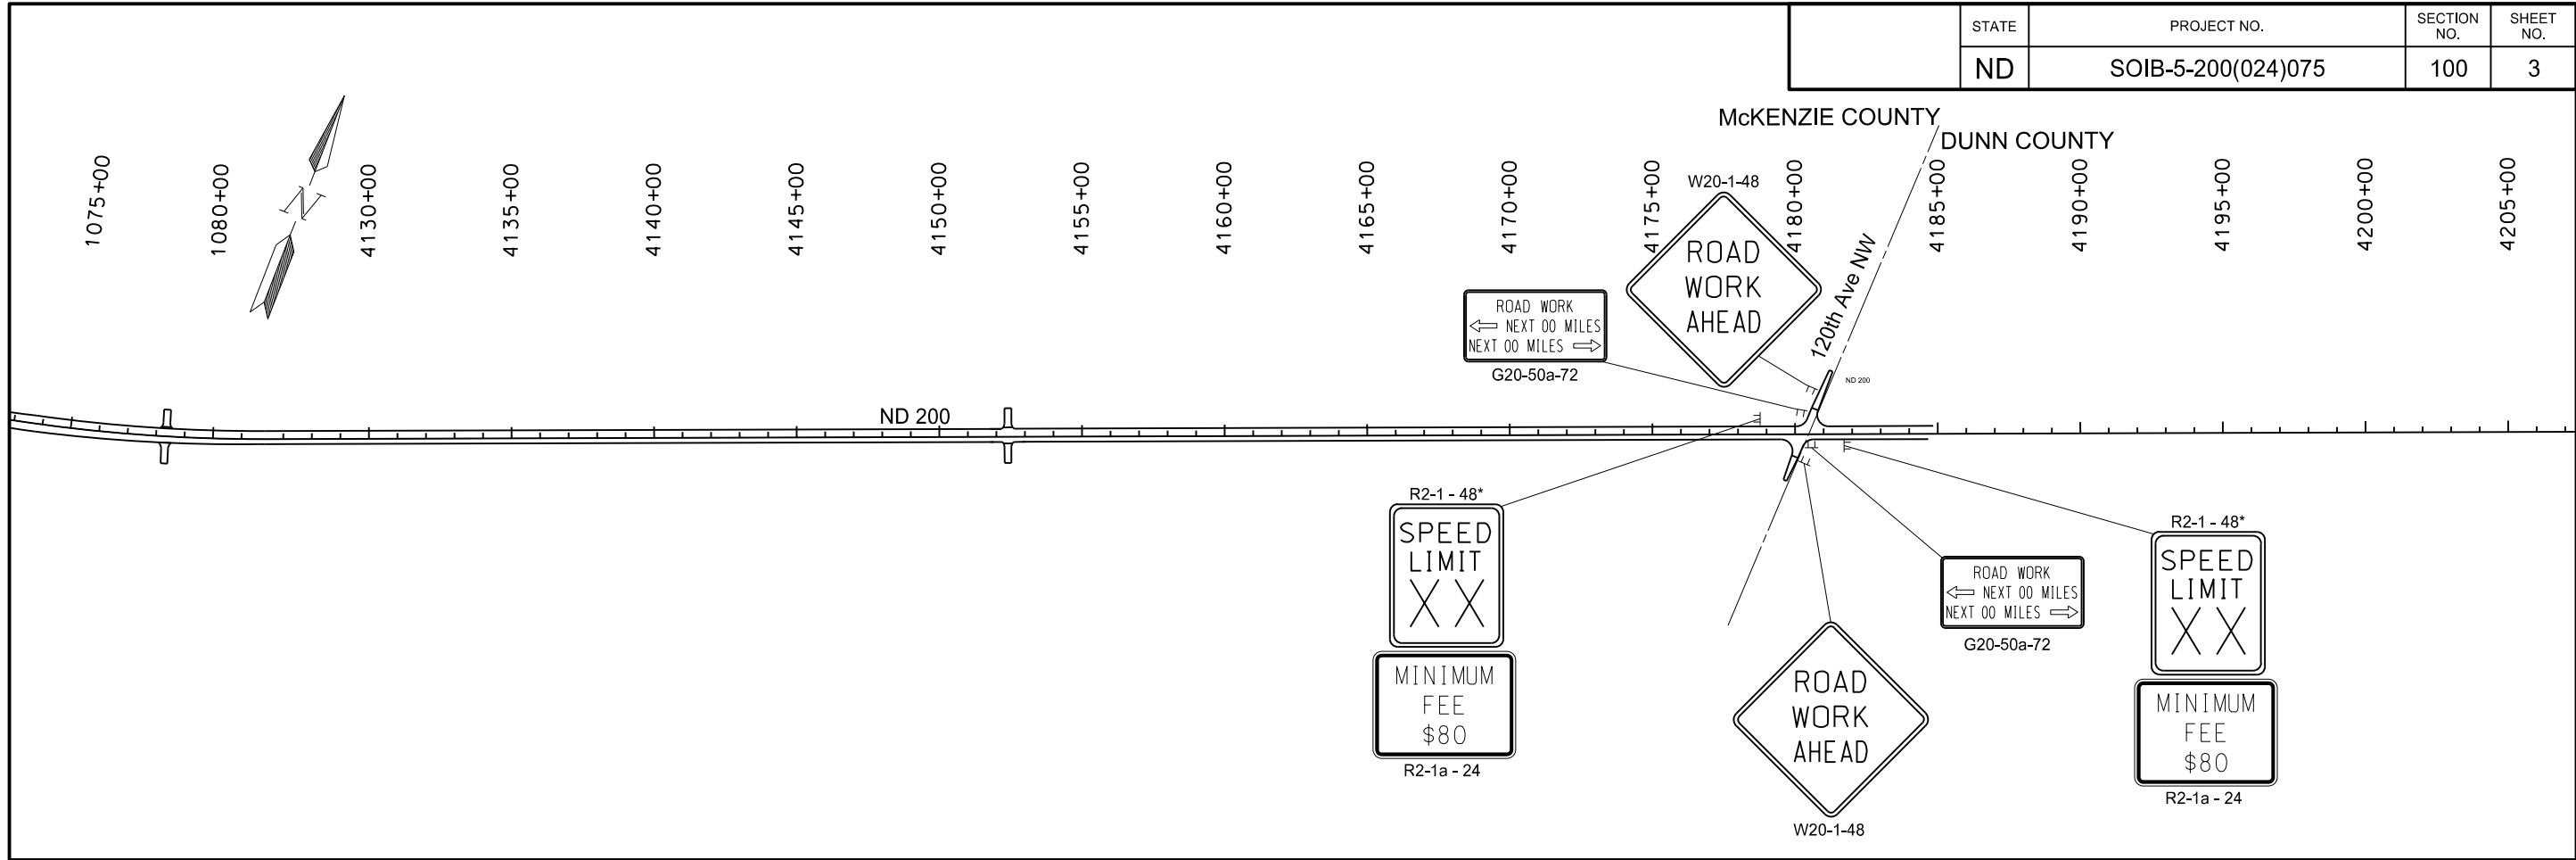 STATE
PROJECT NO.
SECTION
NO.
SHEET
NO.
ND
SOIB-5-200(024)075
100
3
McKENZIE COUNTY
DUNN COUNTY
1075+00
1080+00
N
4130+00
4135+00
4140+00
4145+00
4150+00
4155+00
4160+00
4165+00
4170+00
4175+00
4180+00
4185+00
4190+00
4195+00
4200+00
4205+00
W20-1-48
ROAD
WORK
AHEAD
120th Ave NW
ROAD WORK
NEXT 00 MILES
NEXT 00 MILES
G20-50a-72
ND 200
ND 200
R2-1 - 48*
SPEED
LIMIT
XX
MINIMUM
FEE
$80
R2-1a - 24
ROAD
WORK
AHEAD
W20-1-48
ROAD WORK
NEXT 00 MILES
NEXT 00 MILES
G20-50a-72
R2-1 - 48*
SPEED
LIMIT
XX
MINIMUM
FEE
$80
R2-1a - 24